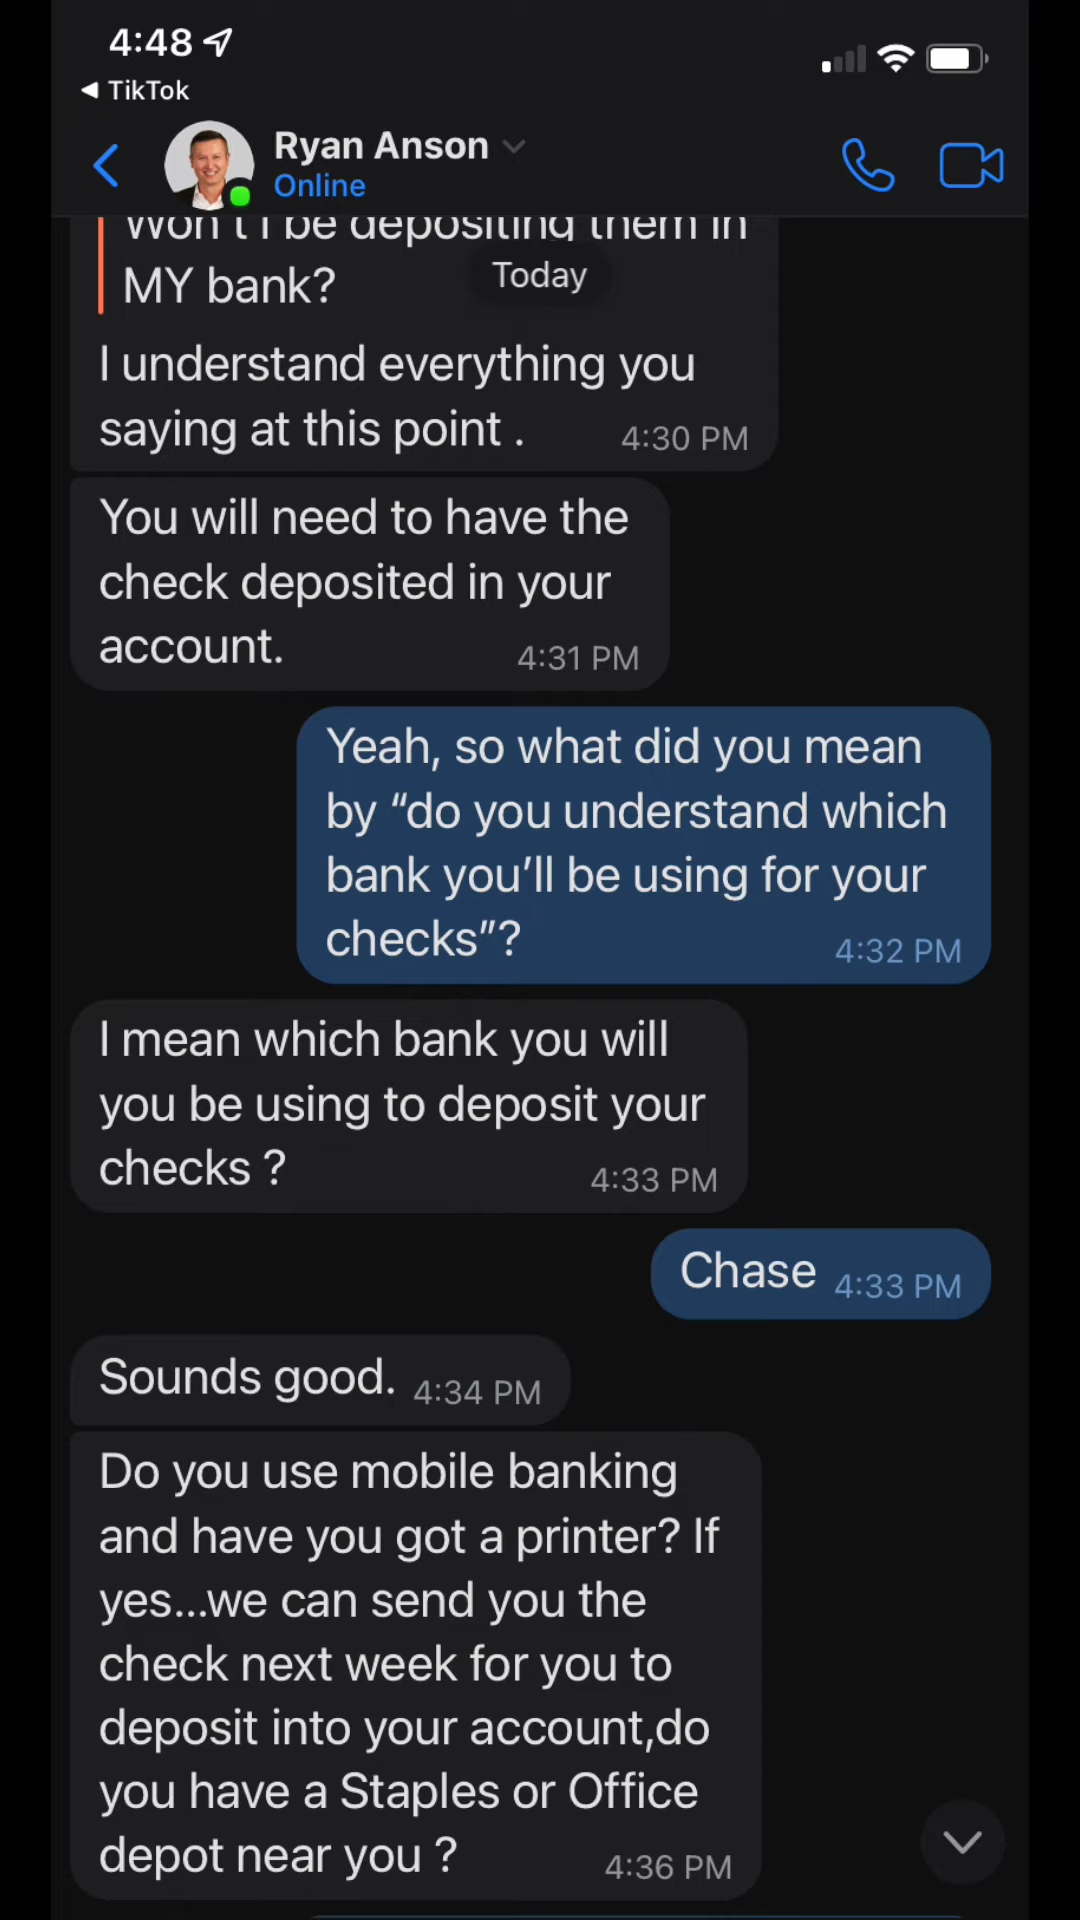 4:48
◀ TikTok
Ryan Anson
Online
Won't I be depositing them in
MY bank?
Today
I understand everything you
saying at this point .
4:30 PM
You will need to have the
check deposited in your
account.
4:31 PM
Yeah, so what did you mean
by “do you understand which
bank you’ll be using for your
checks”?
4:32 PM
I mean which bank you will
you be using to deposit your
checks ?
4:33 PM
Chase
4:33 PM
Sounds good.
4:34 PM
Do you use mobile banking
and have you got a printer? If
yes...we can send you the
check next week for you to
deposit into your account,do
you have a Staples or Office
depot near you ?
4:36 PM